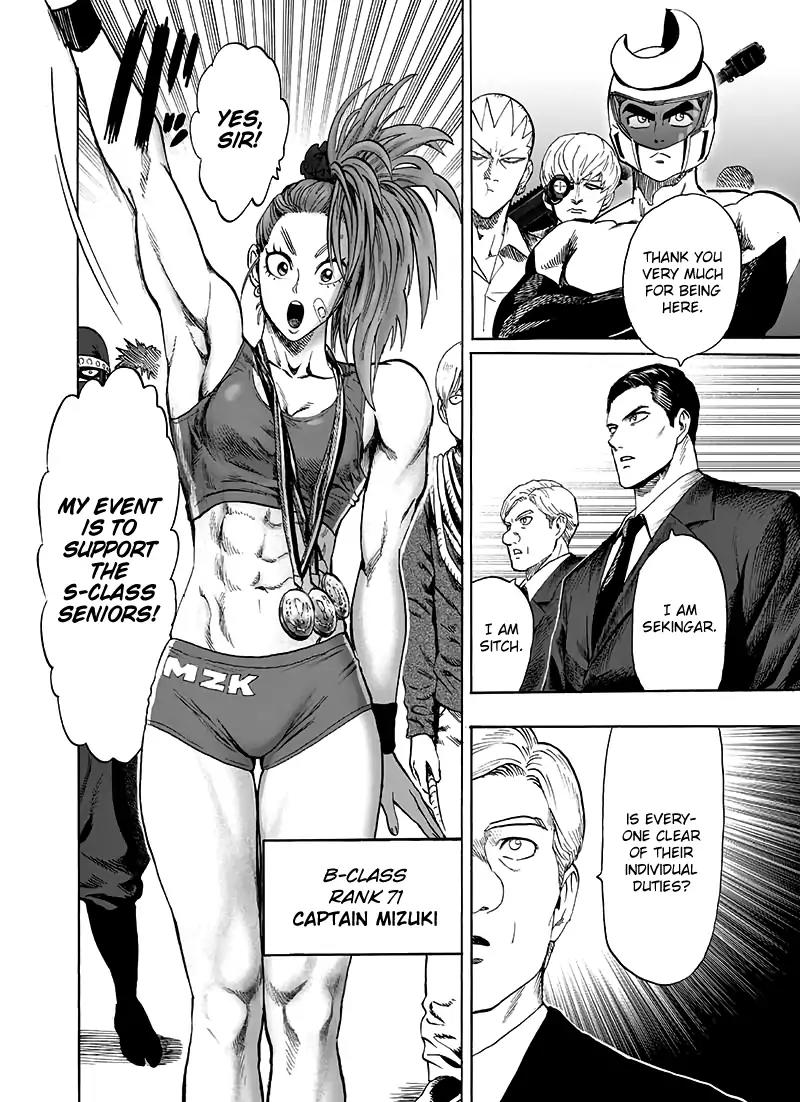 THANK YOU
VERY MUCH
FOR BEING
HERE.
I AM
SEKINGAR.
I AM
SITCH.
IS EVERY-
ONE CLEAR
OF THEIR
INDIVIDUAL
DUTIES?
YES,
SIR!
MY EVENT
IS TO
SUPPORT
THE
S-CLASS
SENIORS!
MZK
B-CLASS
RANK 71
CAPTAIN MIZUKI